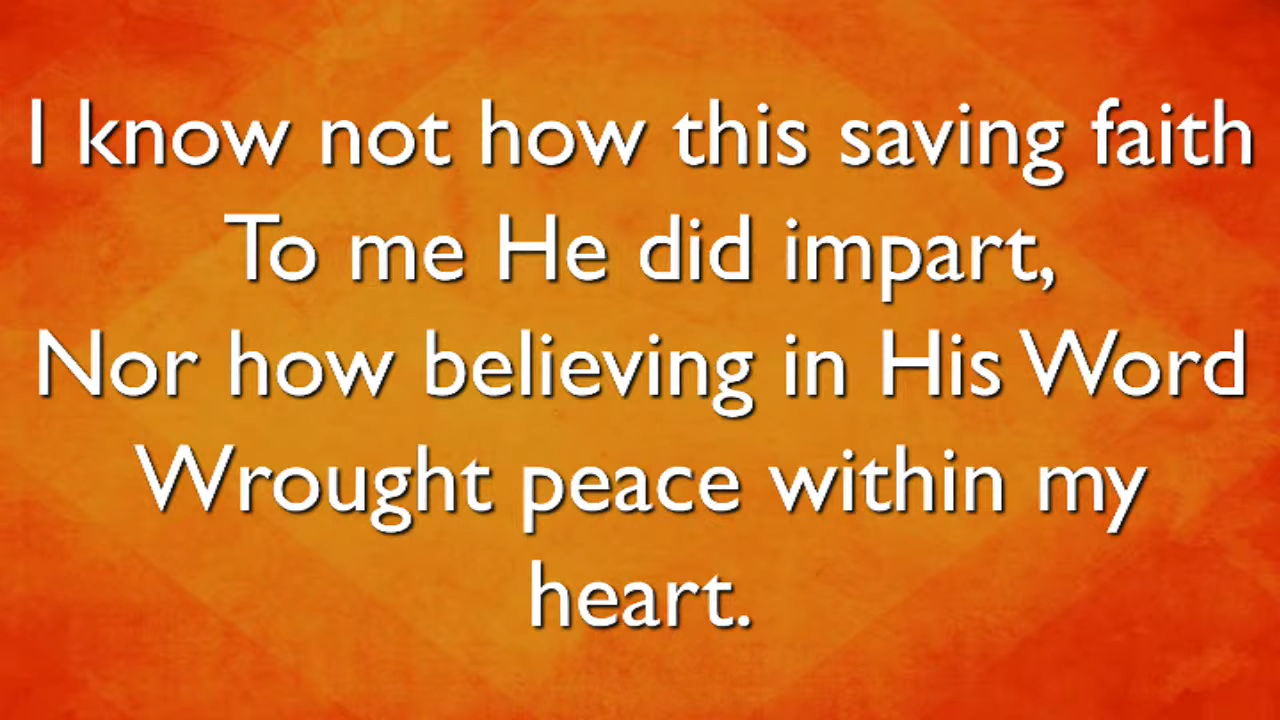 I know not how this saving faith
To me He did impart,
Nor how believing in His Word
Wrought peace within my
heart.